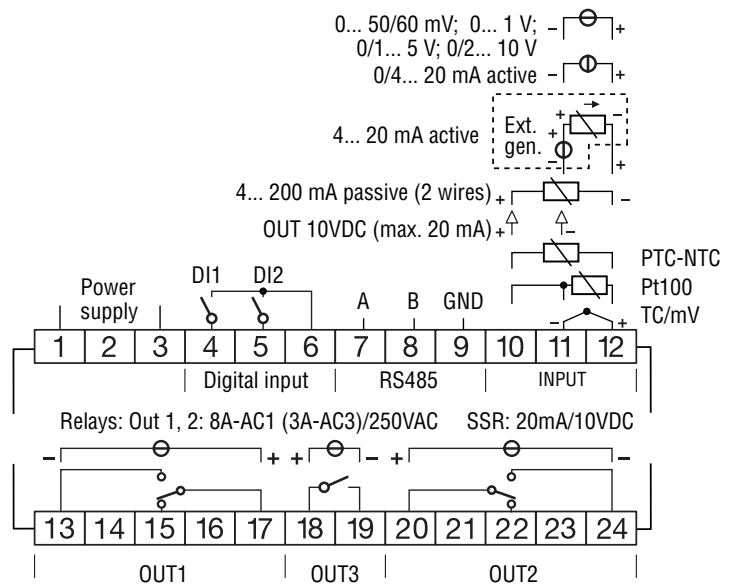 0... 50/60 mV; 0... 1 V; – +
0/1... 5 V; 0/2... 10 V
0/4... 20 mA active – +
4... 20 mA active Ext. gen. + + – – +
4... 200 mA passive (2 wires) + –
OUT 10VDC (max. 20 mA) + –
PTC-NTC
Pt100
TC/mV – +
Power supply DI1 DI2 A B GND
1 2 3 4 5 6 7 8 9 10 11 12
Digital input RS485 INPUT
Relays: Out 1, 2: 8A-AC1 (3A-AC3)/250VAC SSR: 20mA/10VDC
– + + – + –
13 14 15 16 17 18 19 20 21 22 23 24
OUT1 OUT3 OUT2